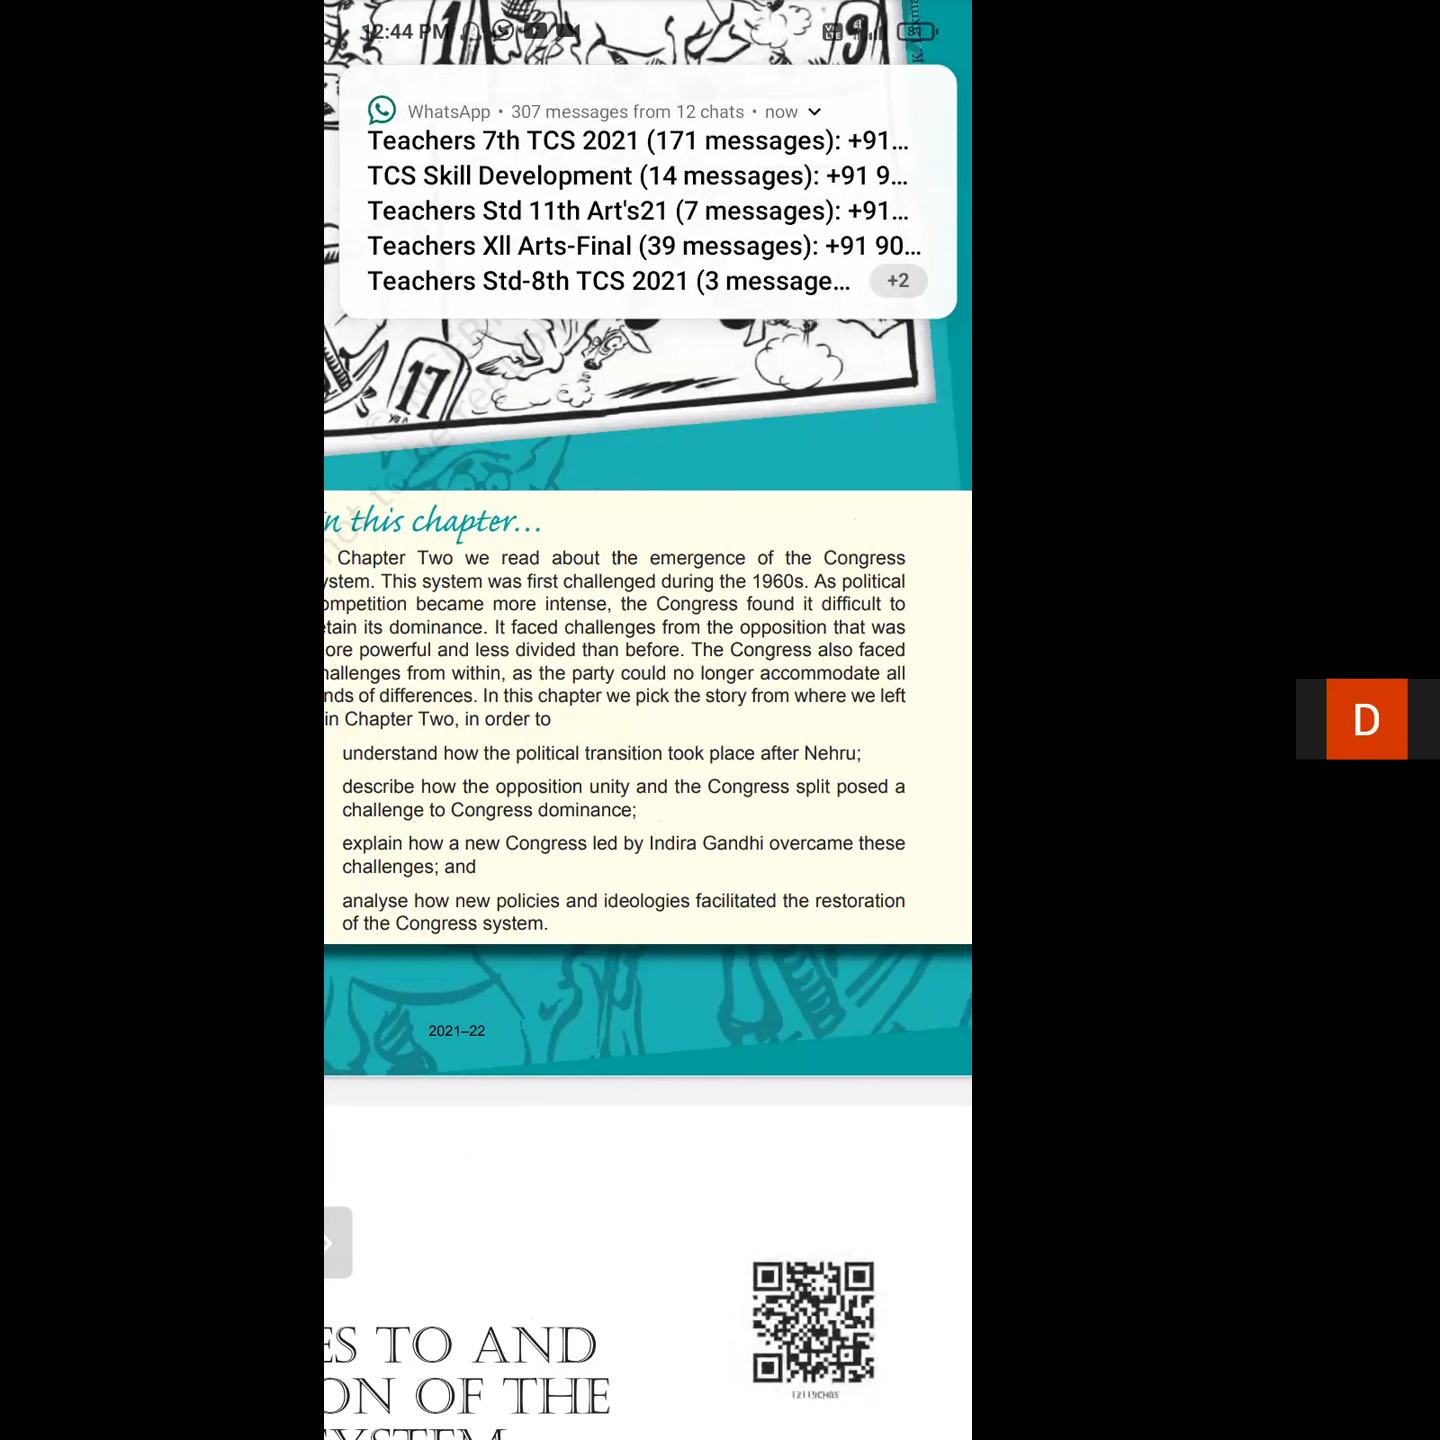 12:44 PM
WhatsApp • 307 messages from 12 chats • now
Teachers 7th TCS 2021 (171 messages): +91...
TCS Skill Development (14 messages): +91 9...
Teachers Std 11th Art's21 (7 messages): +91...
Teachers Xll Arts-Final (39 messages): +91 90...
Teachers Std-8th TCS 2021 (3 message...
+2
9
17
n this chapter...
Chapter Two we read about the emergence of the Congress
ystem. This system was first challenged during the 1960s. As political
ompetition became more intense, the Congress found it difficult to
etain its dominance. It faced challenges from the opposition that was
ore powerful and less divided than before. The Congress also faced
hallenges from within, as the party could no longer accommodate all
nds of differences. In this chapter we pick the story from where we left
in Chapter Two, in order to
understand how the political transition took place after Nehru;
describe how the opposition unity and the Congress split posed a
challenge to Congress dominance;
explain how a new Congress led by Indira Gandhi overcame these
challenges; and
analyse how new policies and ideologies facilitated the restoration
of the Congress system.
2021–22
D
12119CH05
ES TO AND
ON OF THE
SYSTEM